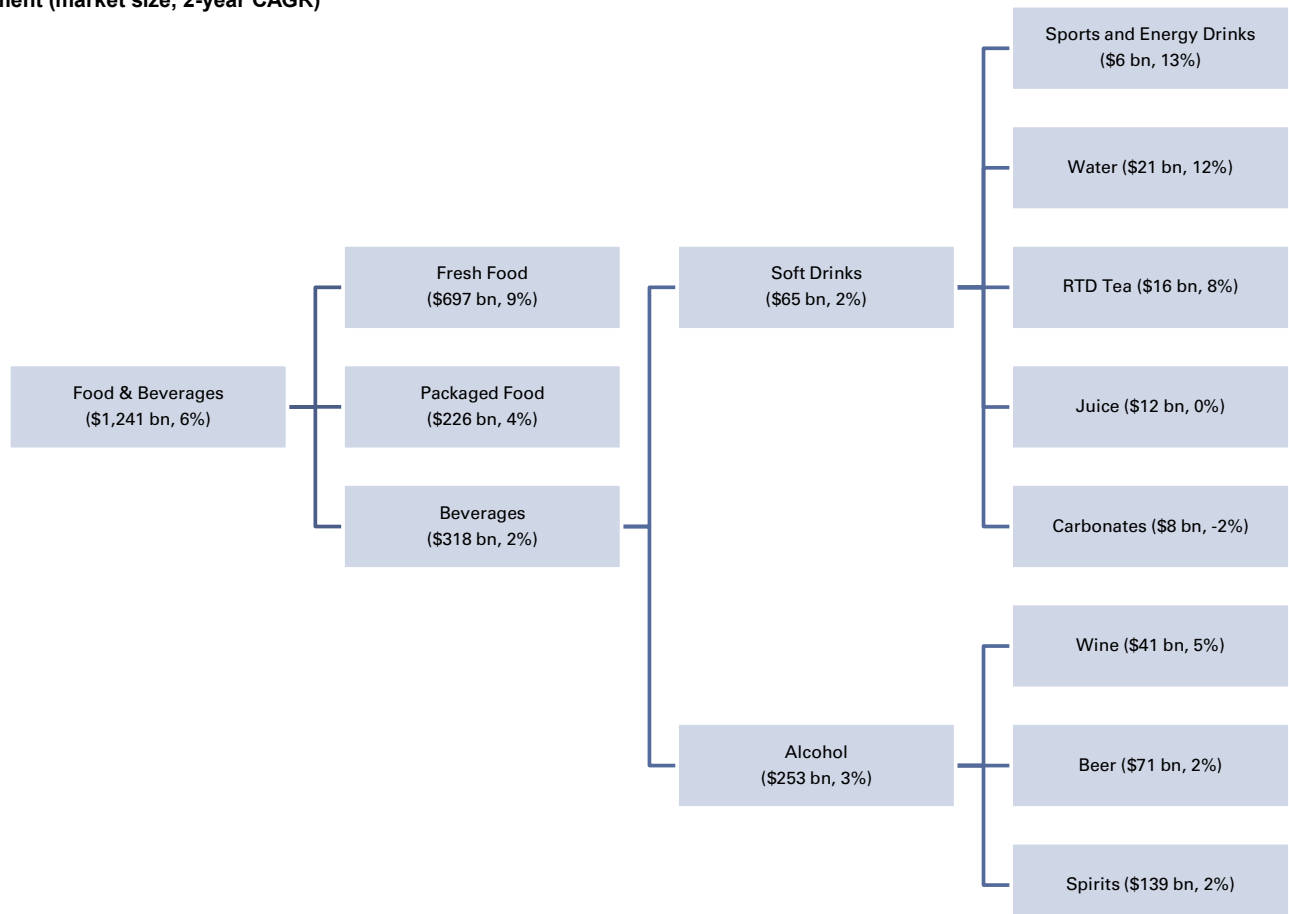 (market size, 2-year CAGR)
Sports and Energy Drinks
($6 bn, 13%)
Water ($21 bn, 12%)
Fresh Food
($697 bn, 9%)
Soft Drinks
($65 bn, 2%)
RTD Tea ($16 bn, 8%)
Food & Beverages
($1,241 bn, 6%)
Packaged Food
($226 bn, 4%)
Juice ($12 bn, 0%)
Beverages
($318 bn, 2%)
Carbonates ($8 bn, -2%)
Wine ($41 bn, 5%)
Alcohol
($253 bn, 3%)
Beer ($71 bn, 2%)
Spirits ($139 bn, 2%)